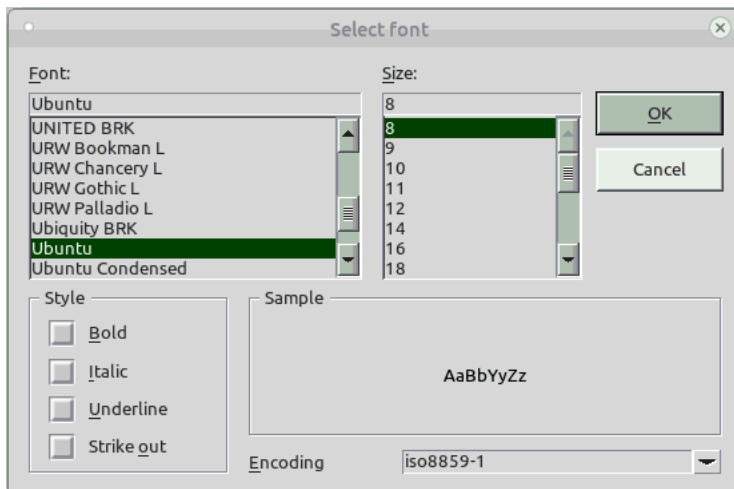 Select font
Font:
Ubuntu
UNITED BRK
URW Bookman L
URW Chancery L
URW Gothic L
URW Palladio L
Ubiquity BRK
Ubuntu
Ubuntu Condensed
Size:
8
8
9
10
11
12
14
16
18
OK
Cancel
Style
Bold
Italic
Underline
Strike out
Sample
AaBbYyZz
Encoding
iso8859-1